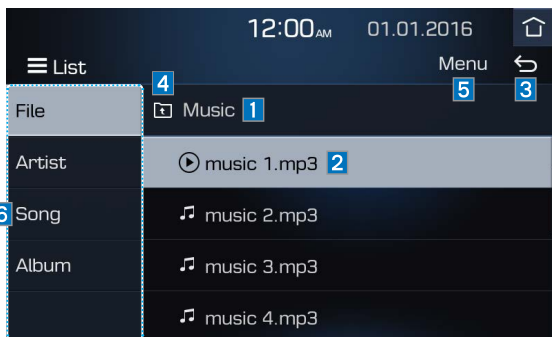 12:00AM 01.01.2016
List Menu
4 5 3
File Music 1
Artist music 1.mp3 2
6 Song music 2.mp3
Album music 3.mp3
music 4.mp3